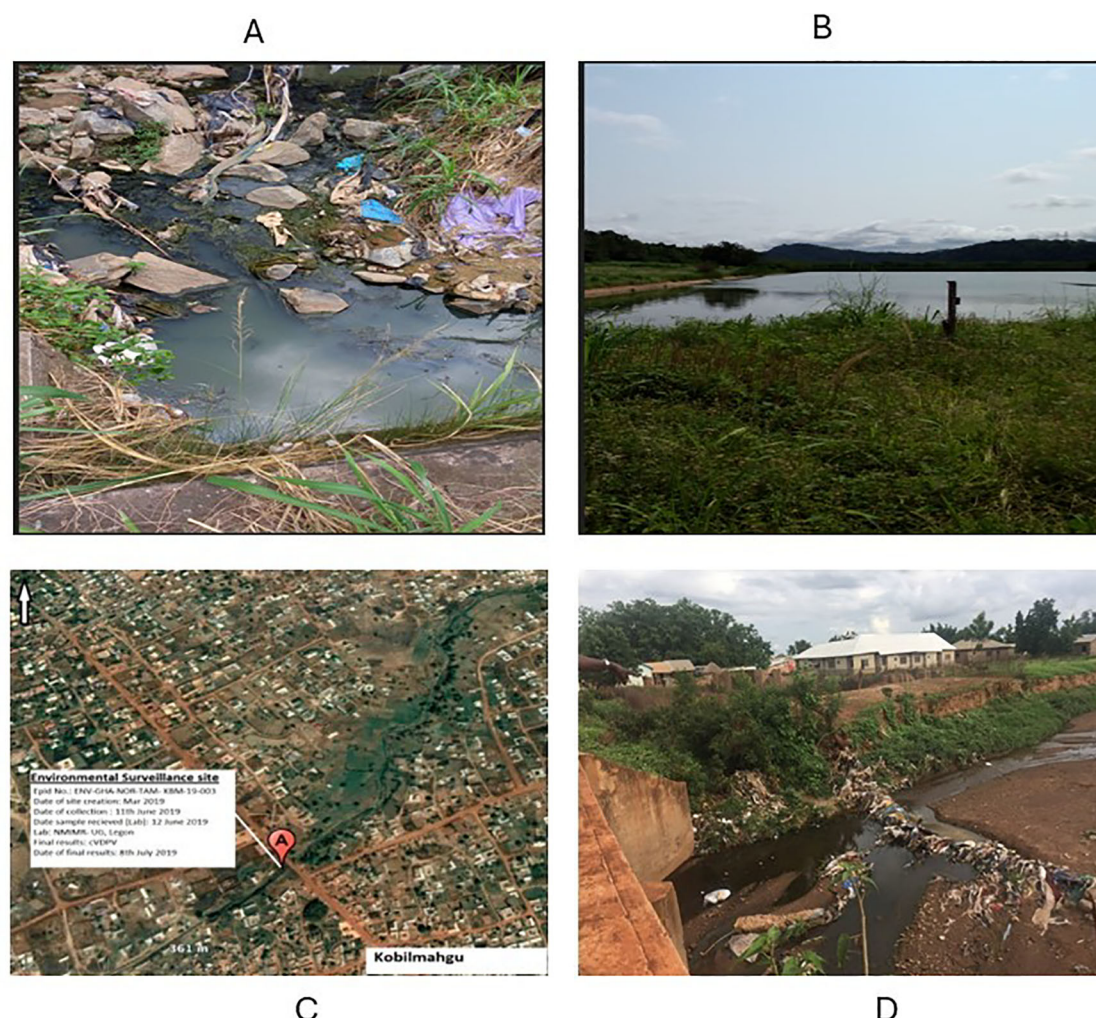 A
B
Environmental Surveillance site
Epid No.: ENV-GHA-NOR-TAM- KBM-19-003
Date of site creation: Mar 2019
Date of collection : 11th June 2019
Date sample recieved (Lab): 12 June 2019
Lab: NMIMR- UG, Legon
Final results: cVDPV
Date of final results: 8th July 2019
A
361 m
Kobilmahgu
C
D